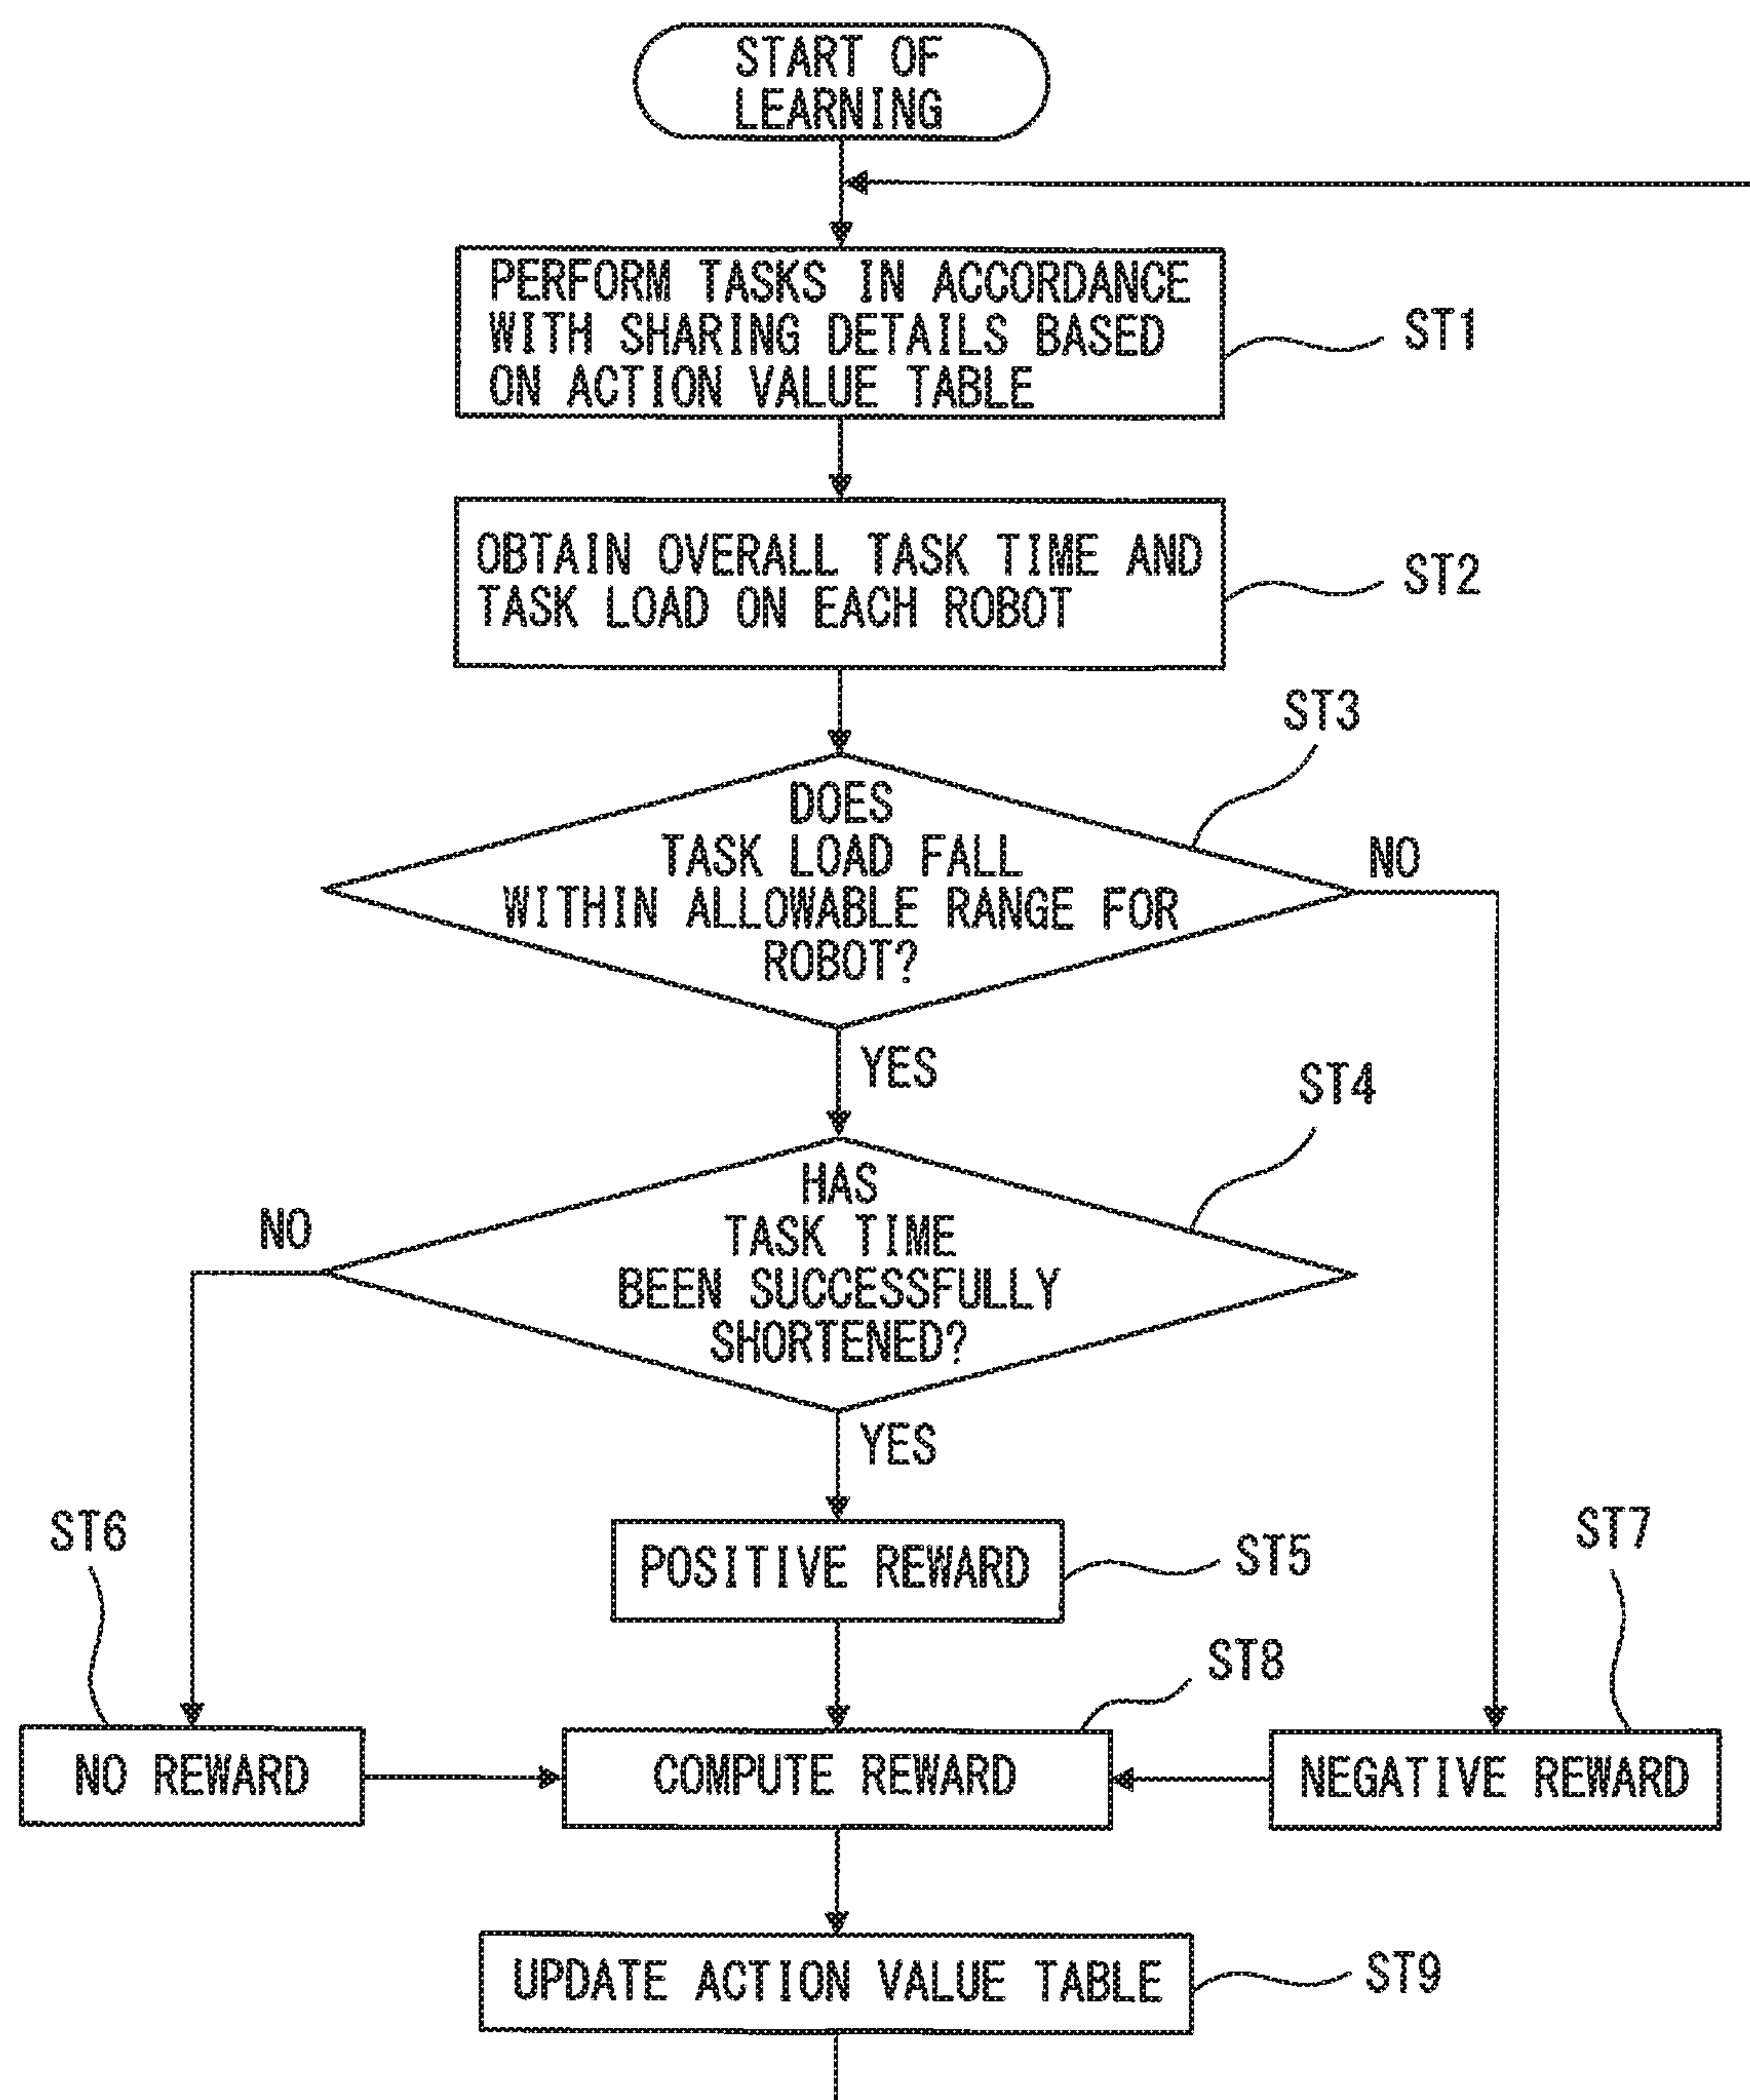 START OF
LEARNING
PERFORM TASKS IN ACCORDANCE
WITH SHARING DETAILS BASED
ON ACTION VALUE TABLE
ST1
OBTAIN OVERALL TASK TIME AND
TASK LOAD ON EACH ROBOT
ST2
ST3
DOES
TASK LOAD FALL
WITHIN ALLOWABLE RANGE FOR
ROBOT?
NO
YES
ST4
HAS
TASK TIME
BEEN SUCCESSFULLY
SHORTENED?
NO
YES
ST6
POSITIVE REWARD
ST5
ST7
ST8
NO REWARD
COMPUTE REWARD
NEGATIVE REWARD
UPDATE ACTION VALUE TABLE
ST9